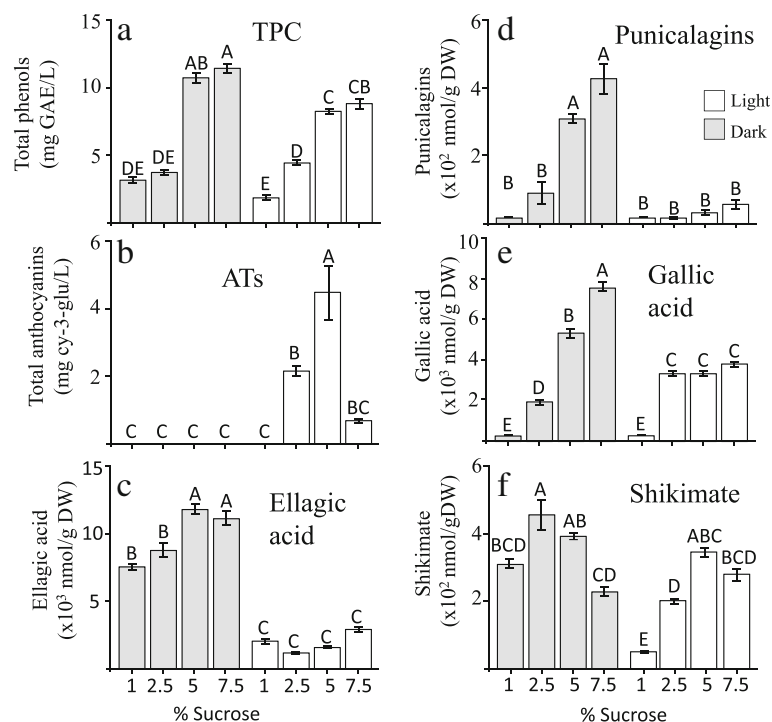 a
TPC
Total phenols
(mg GAE/L)
15
10
5
DE
DE
AB
A
E
D
C
CB
b
ATs
Total anthocyanins
(mg cy-3-glu/L)
6
4
2
C
C
C
C
C
B
A
BC
c
Ellagic
acid
Ellagic acid
(x10³ nmol/g DW)
15
10
5
B
B
A
A
C
C
C
C
1
2.5
5
7.5
1
2.5
5
7.5
% Sucrose
d
Punicalagins
Punicalagins
(x10² nmol/g DW)
6
4
2
0
B
B
A
A
B
B
B
B
Light
Dark
e
Gallic
acid
Gallic acid
(x10³ nmol/g DW)
8
6
4
2
E
D
B
A
E
C
C
C
f
Shikimate
Shikimate
(x10² nmol/gDW)
6
4
2
0
BCD
A
AB
CD
E
D
ABC
BCD
1
2.5
5
7.5
1
2.5
5
7.5
% Sucrose